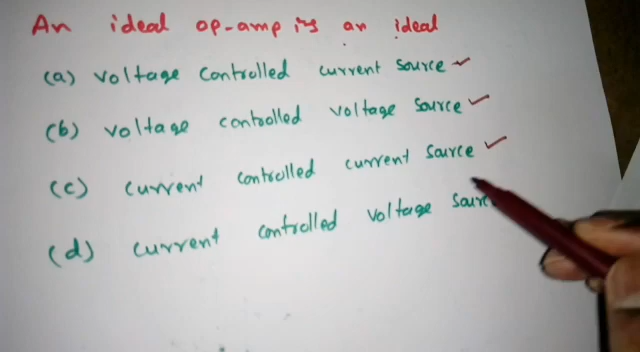 An ideal op-amp is an ideal
(a) voltage controlled current source
(b) voltage controlled voltage source
(c) current controlled current source
(d) current controlled voltage